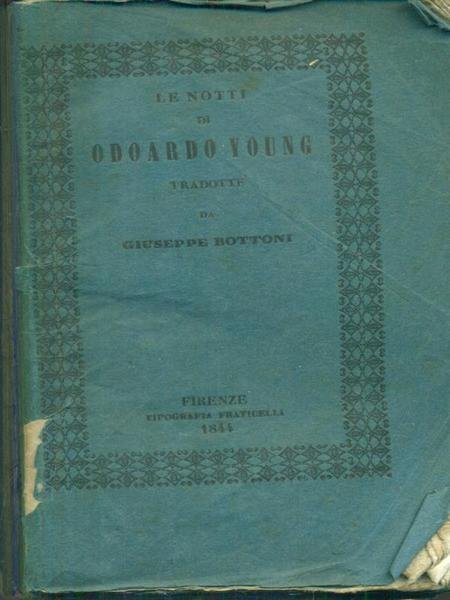 LE NOTTI
DI
ODOARDO YOUNG
TRADOTTE
DA
GIUSEPPE BOTTONI
FIRENZE
TIPOGRAFIA FRATICELLI
1844